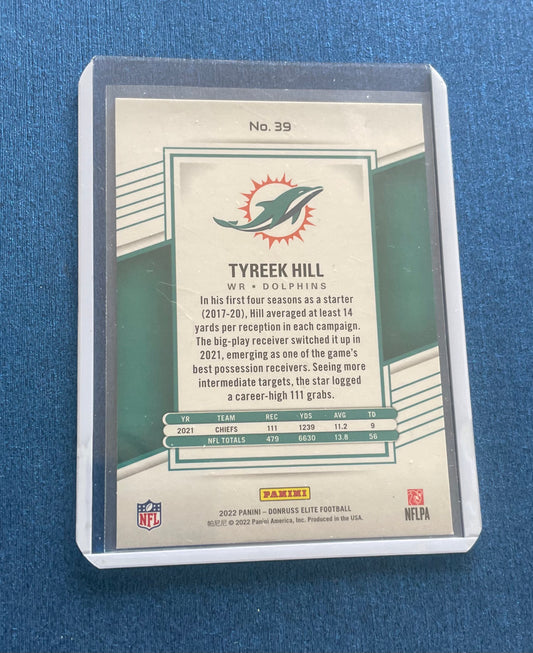 No. 39
TYREEK HILL
WR • DOLPHINS
In his first four seasons as a starter
(2017-20), Hill averaged at least 14
yards per reception in each campaign.
The big-play receiver switched it up in
2021, emerging as one of the game's
best possession receivers. Seeing more
intermediate targets, the star logged
a career-high 111 grabs.
YR TEAM REC YDS AVG TD
2021 CHIEFS 111 1239 11.2 9
NFL TOTALS 479 6630 13.8 56
PANINI
2022 PANINI – DONRUSS ELITE FOOTBALL
帕尼尼 © 2022 Panini America, Inc. Produced in the USA.
NFL
NFLPA